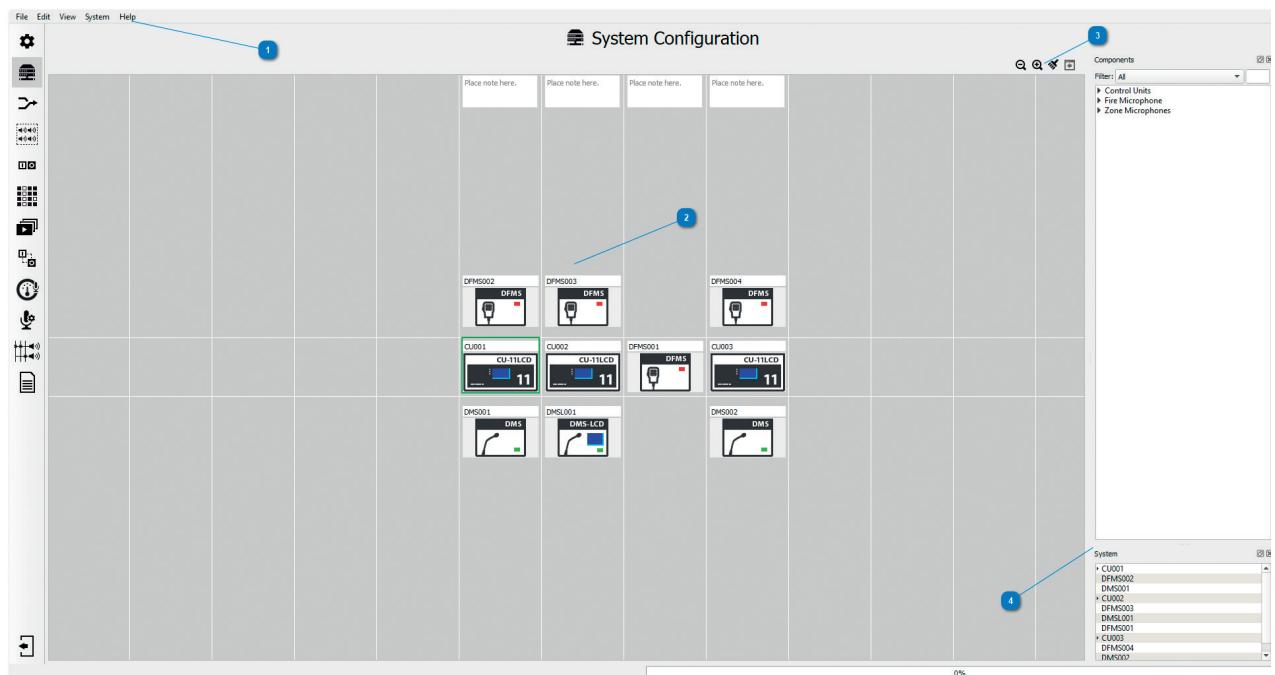 File Edit View System Help
1
System Configuration
3
Components
Filter: All
Control Units
Fire Microphone
Zone Microphones
Place note here. Place note here. Place note here. Place note here.
2
DFMS002 DFMS003 DFMS004
DFMS DFMS DFMS
CU001 CU002 DFMS001 CU003
CU-11LCD CU-11LCD DFMS CU-11LCD
11 11 11
DMS001 DMSL001 DMS002
DMS DMS-LCD DMS
System
4
CU001
DFMS002
DMS001
CU002
DFMS003
DMSL001
DFMS001
CU003
DFMS004
DMS002
0%